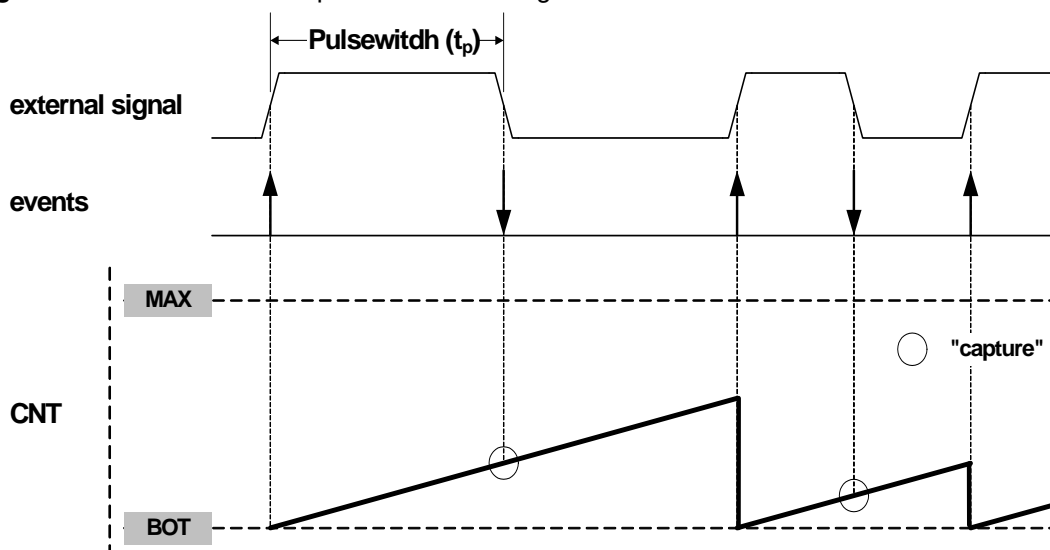 Pulsewitdh (tp)
external signal
events
MAX
"capture"
CNT
BOT